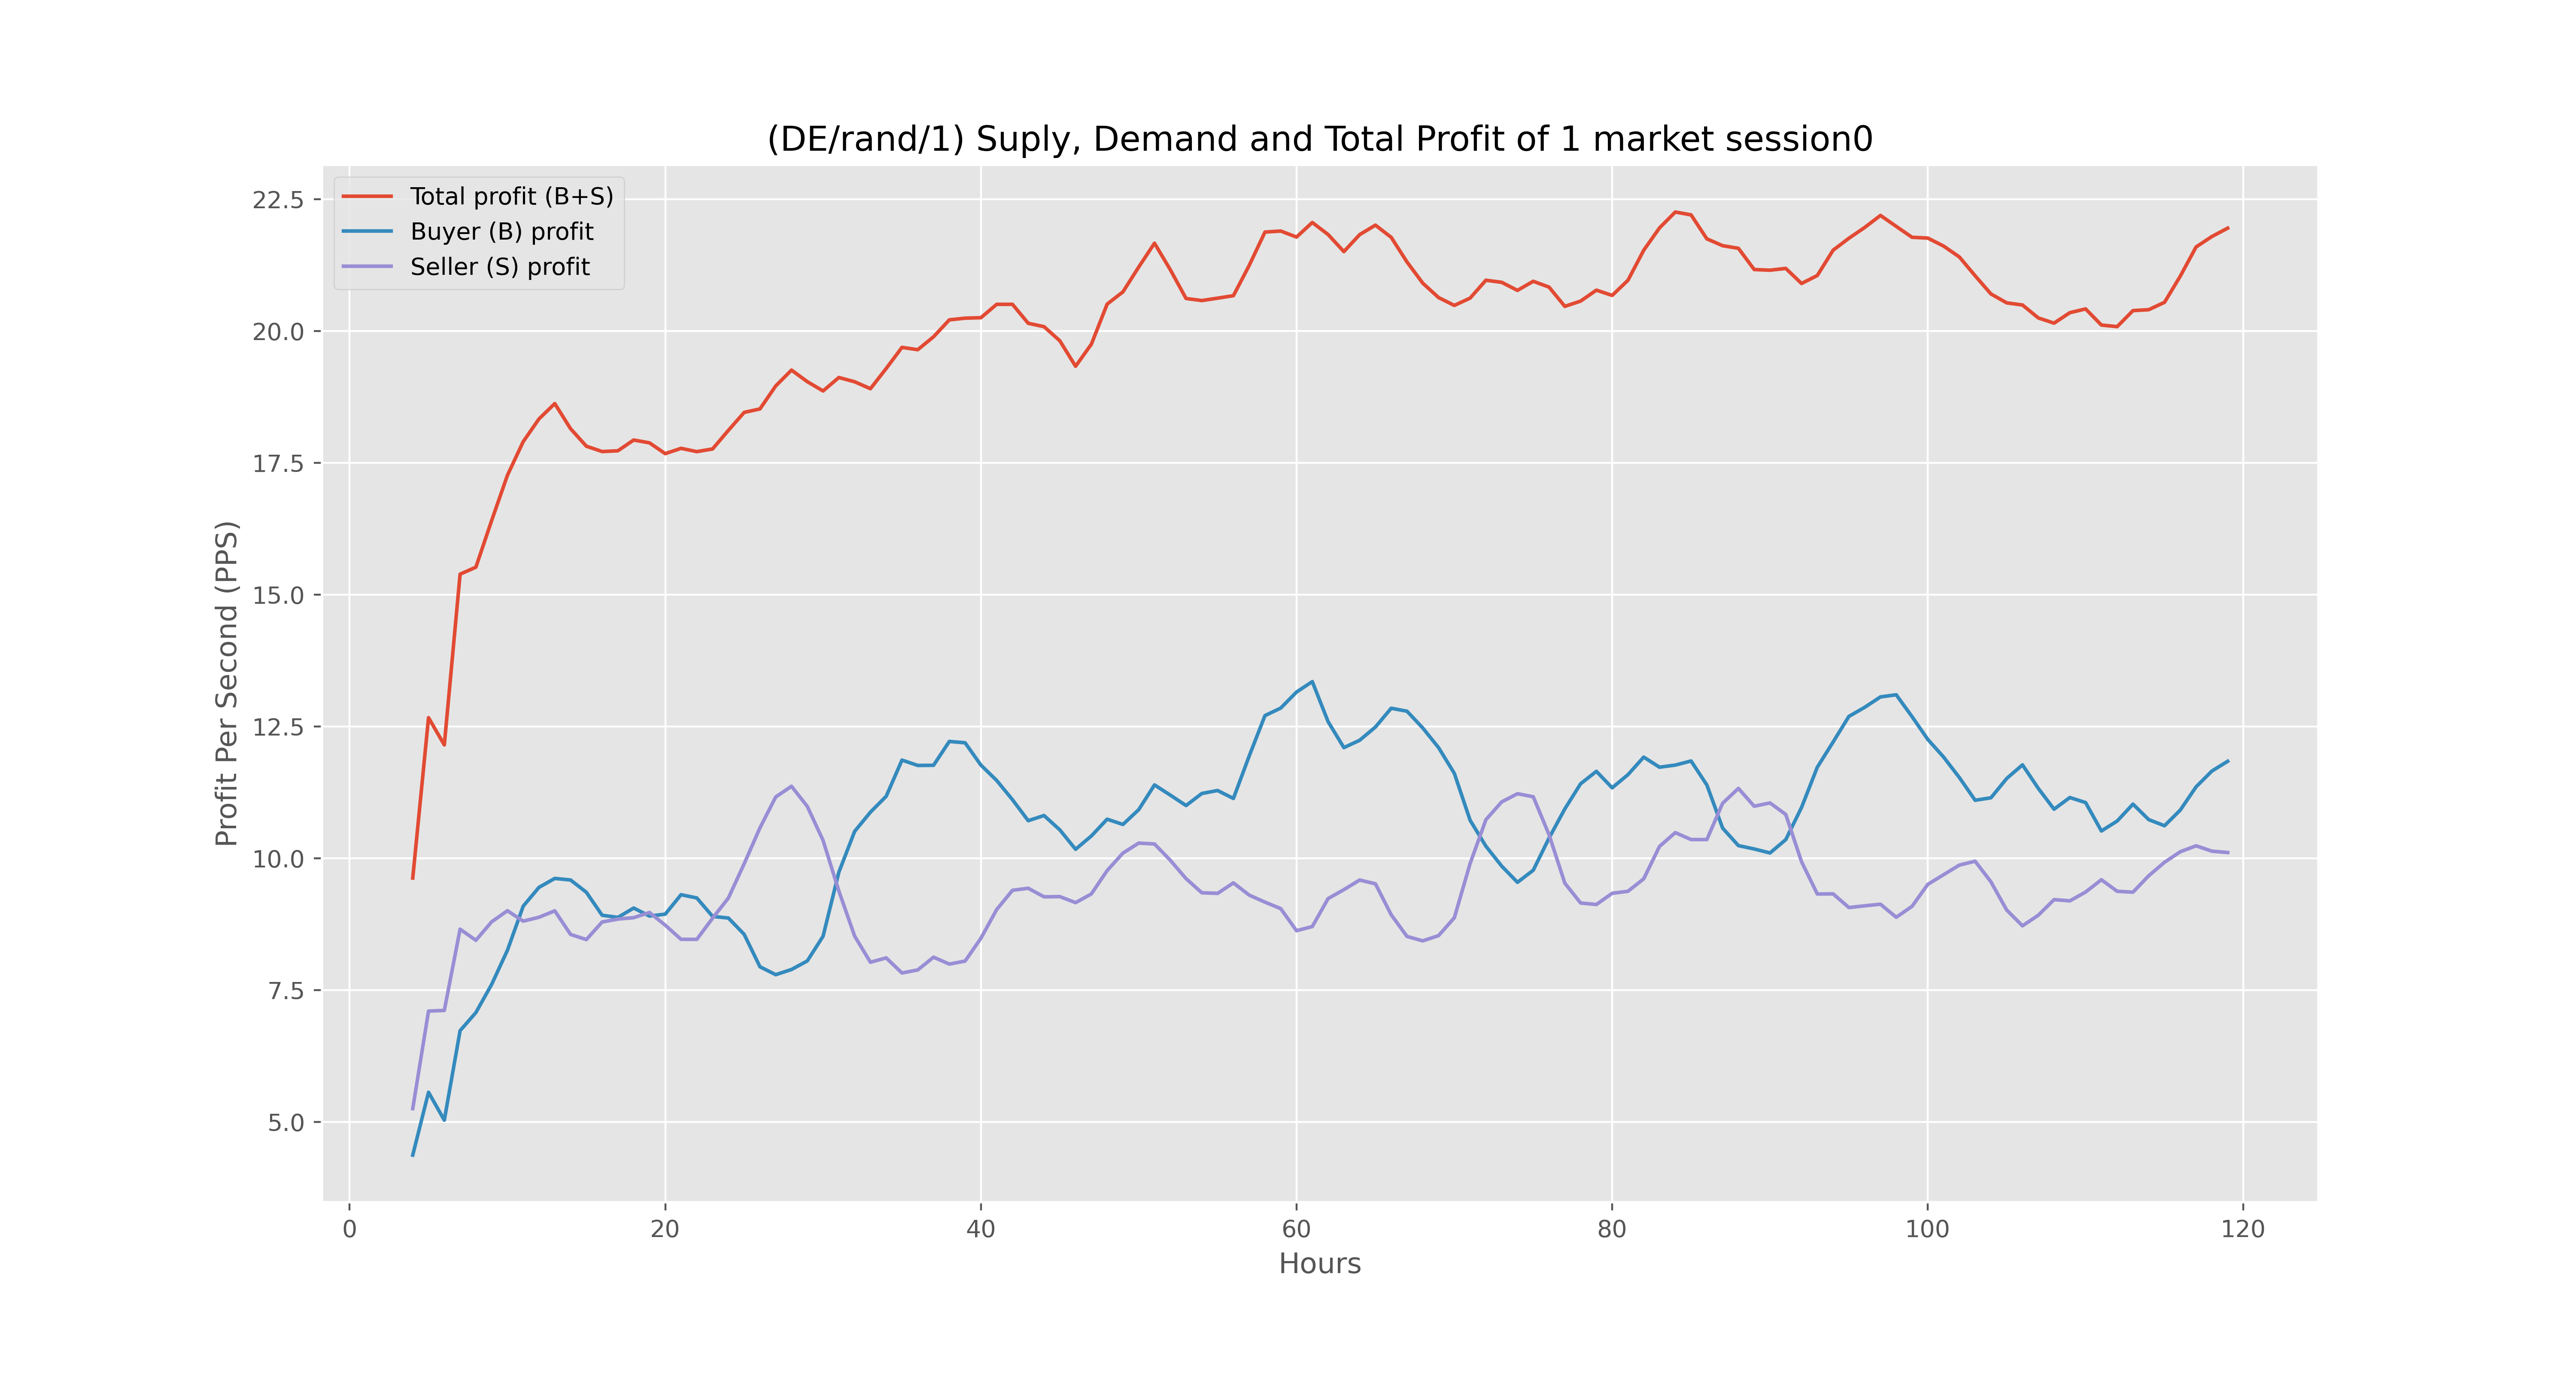 (DE/rand/1) Suply, Demand and Total Profit of 1 market session0
Total profit (B+S)
Buyer (B) profit
Seller (S) profit
Profit Per Second (PPS)
22.5
20.0
17.5
15.0
12.5
10.0
7.5
5.0
0 20 40 60 80 100 120
Hours